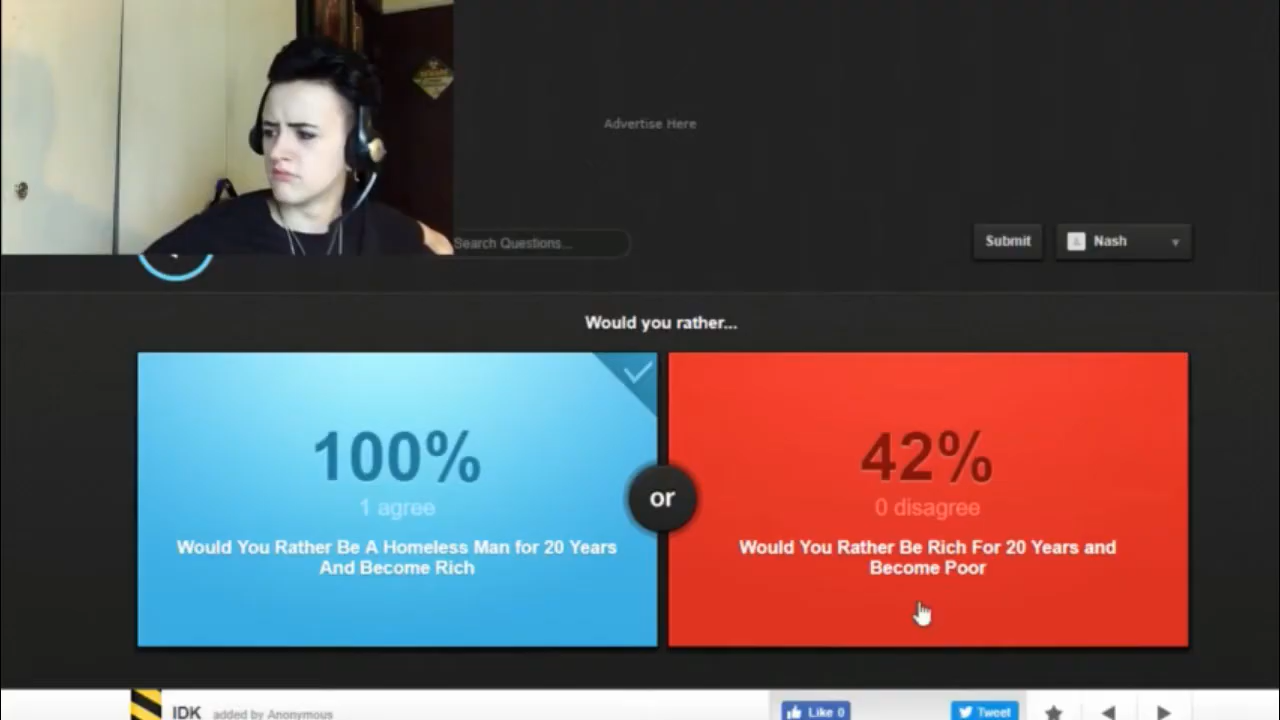 Advertise Here
Search Questions...
Submit
Nash
Would you rather...
100%
1 agree
Would You Rather Be A Homeless Man for 20 Years
And Become Rich
or
42%
0 disagree
Would You Rather Be Rich For 20 Years and
Become Poor
IDK added by Anonymous
Like 0
Tweet